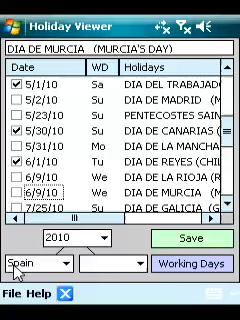 Holiday Viewer
DIA DE MURCIA (MURCIA'S DAY)
Date WD Holidays
5/1/10 Sa DIA DEL TRABAJADO
5/2/10 Su DIA DE MADRID (M
5/23/10 Su PENTECOSTES SAIN
5/30/10 Su DIA DE CANARIAS (
5/31/10 Mo DIA DE LA MANCHA
6/1/10 Tu DIA DE REYES (CHIL
6/9/10 We DIA DE LA RIOJA (R
6/9/10 We DIA DE MURCIA (M
7/25/10 Su DIA DE GALICIA (G
2010 Save
Spain Working Days
File Help